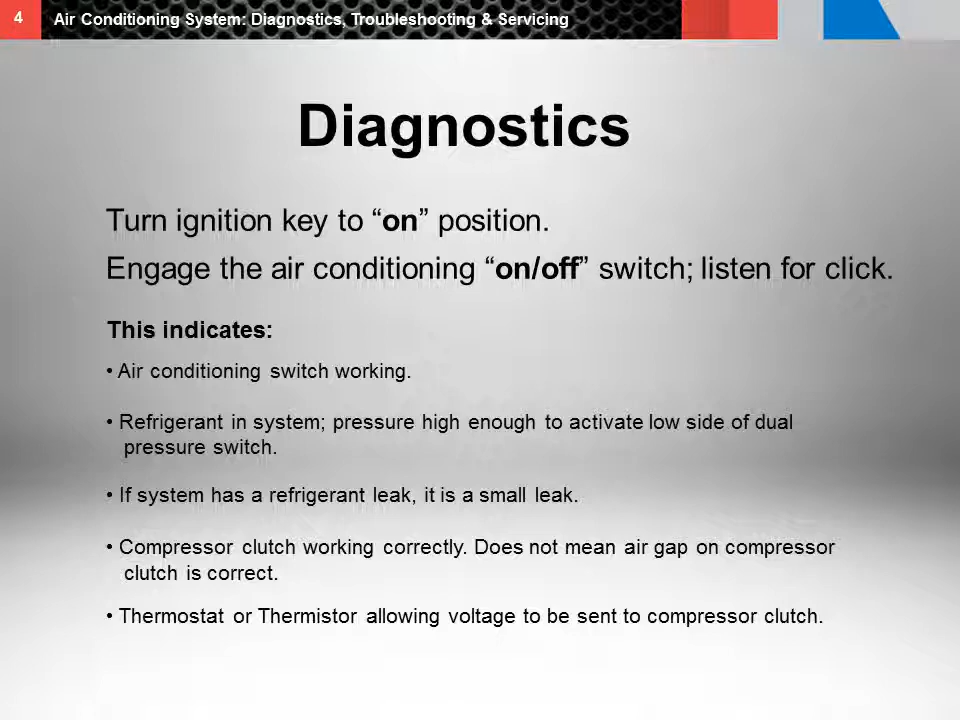 4
Air Conditioning System: Diagnostics, Troubleshooting & Servicing
Diagnostics
Turn ignition key to “on” position.
Engage the air conditioning “on/off” switch; listen for click.
This indicates:
• Air conditioning switch working.
• Refrigerant in system; pressure high enough to activate low side of dual
pressure switch.
• If system has a refrigerant leak, it is a small leak.
• Compressor clutch working correctly. Does not mean air gap on compressor
clutch is correct.
• Thermostat or Thermistor allowing voltage to be sent to compressor clutch.